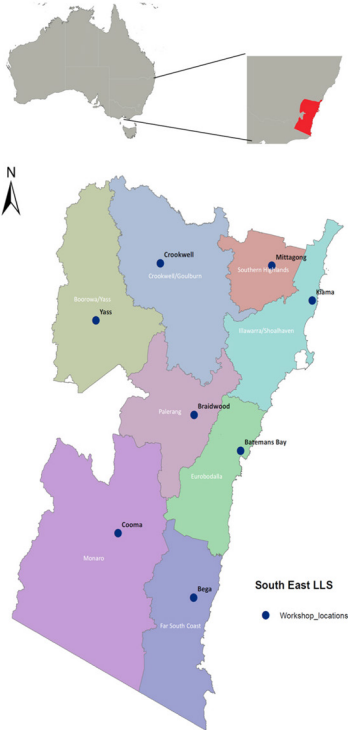 N
Crookwell
Crookwell/Goulburn
Mittagong
Southern Highlands
Kiama
Boorowa/Yass
Yass
Illawarra/Shoalhaven
Palerang
Braidwood
Batemans Bay
Eurobodalla
Cooma
Monaro
Bega
Far South Coast
South East LLS
Workshop_locations